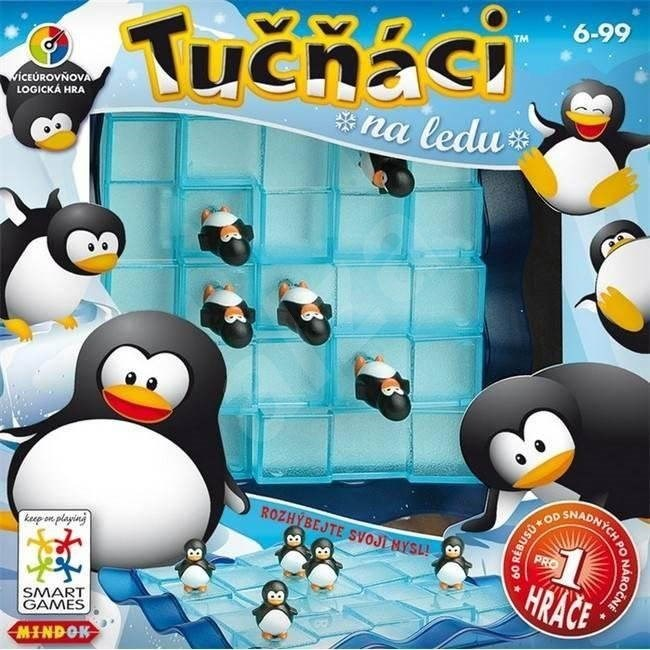 VÍCEÚROVŇOVÁ
LOGICKÁ HRA
Tučňáci™
na ledu
6-99
ROZHÝBEJTE SVOJI MYSL!
keep on playing
SMART
GAMES
MINDOK
60 RÉBUSŮ * OD SNADNÝCH PO NÁROČNÉ
PRO
1
HRÁČE